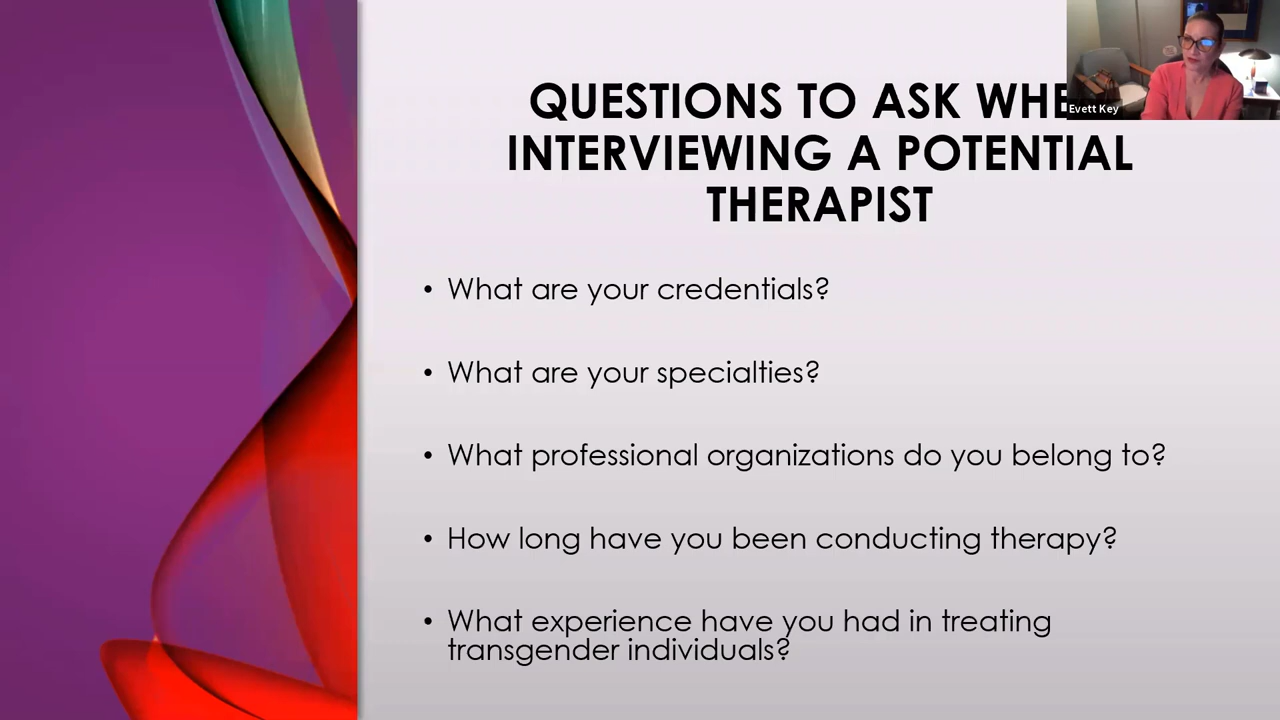 QUESTIONS TO ASK WHE
INTERVIEWING A POTENTIAL
THERAPIST
Evett Key
• What are your credentials?
• What are your specialties?
• What professional organizations do you belong to?
• How long have you been conducting therapy?
• What experience have you had in treating
transgender individuals?